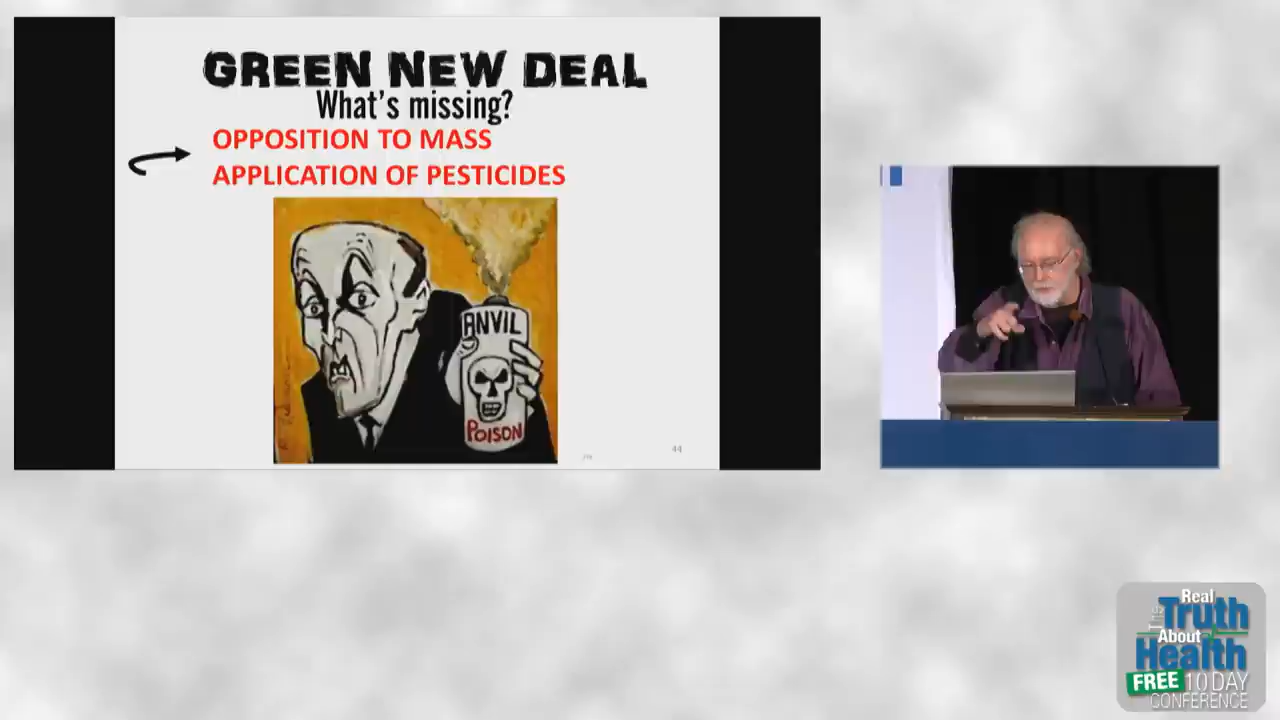 GREEN NEW DEAL
What's missing?
OPPOSITION TO MASS
APPLICATION OF PESTICIDES
ANVIL
POISON
44
The Real
Truth
About
Health
FREE 10 DAY
CONFERENCE